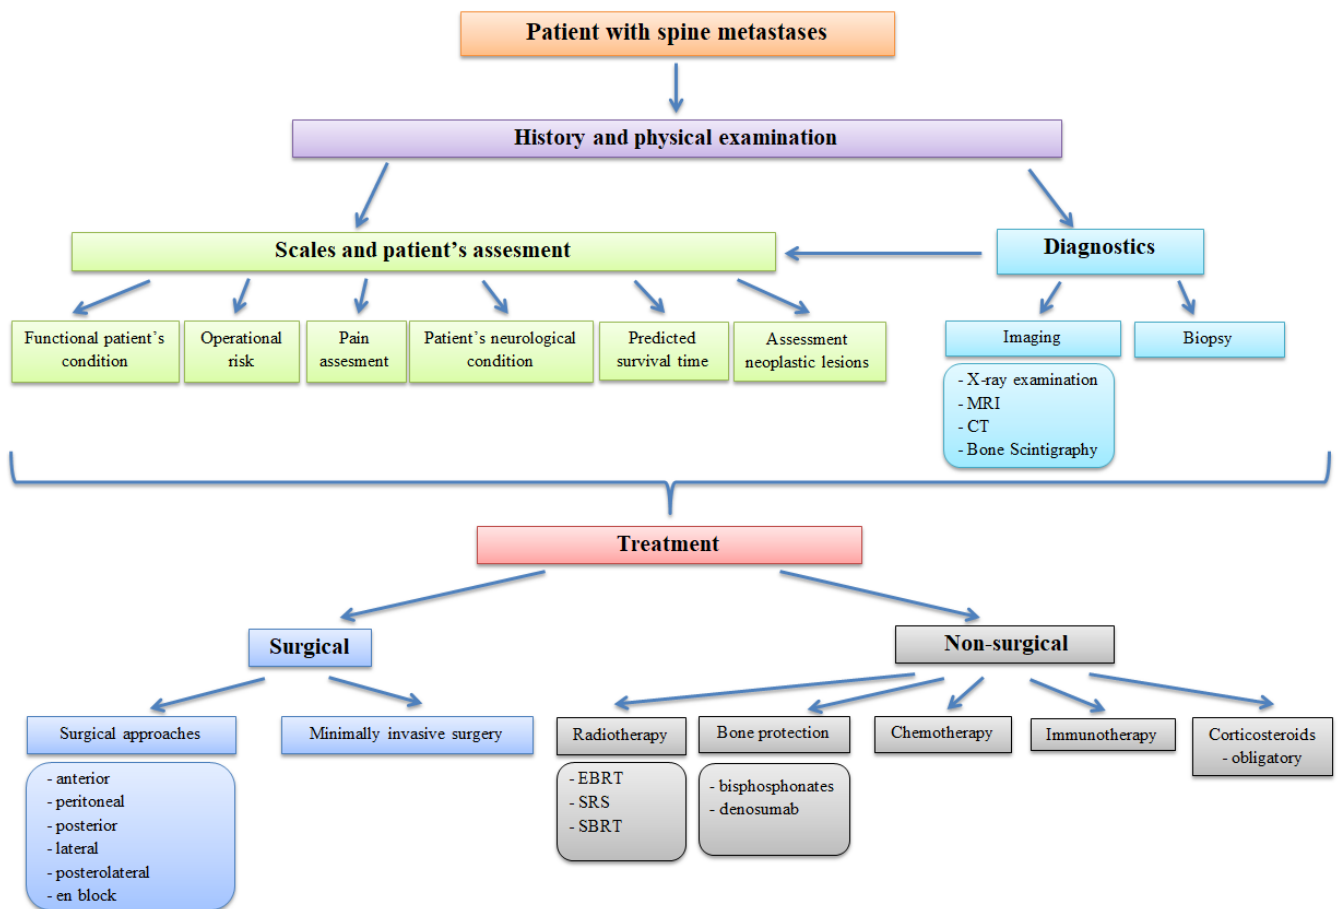 Patient with spine metastases
History and physical examination
Scales and patient’s assesment
Diagnostics
Functional patient’s
condition
Operational
risk
Pain
assesment
Patient’s neurological
condition
Predicted
survival time
Assessment
neoplastic lesions
Imaging
Biopsy
- X-ray examination
- MRI
- CT
- Bone Scintigraphy
Treatment
Surgical
Non-surgical
Surgical approaches
Minimally invasive surgery
Radiotherapy
Bone protection
Chemotherapy
Immunotherapy
Corticosteroids
- obligatory
- anterior
- peritoneal
- posterior
- lateral
- posterolateral
- en block
- EBRT
- SRS
- SBRT
- bisphosphonates
- denosumab